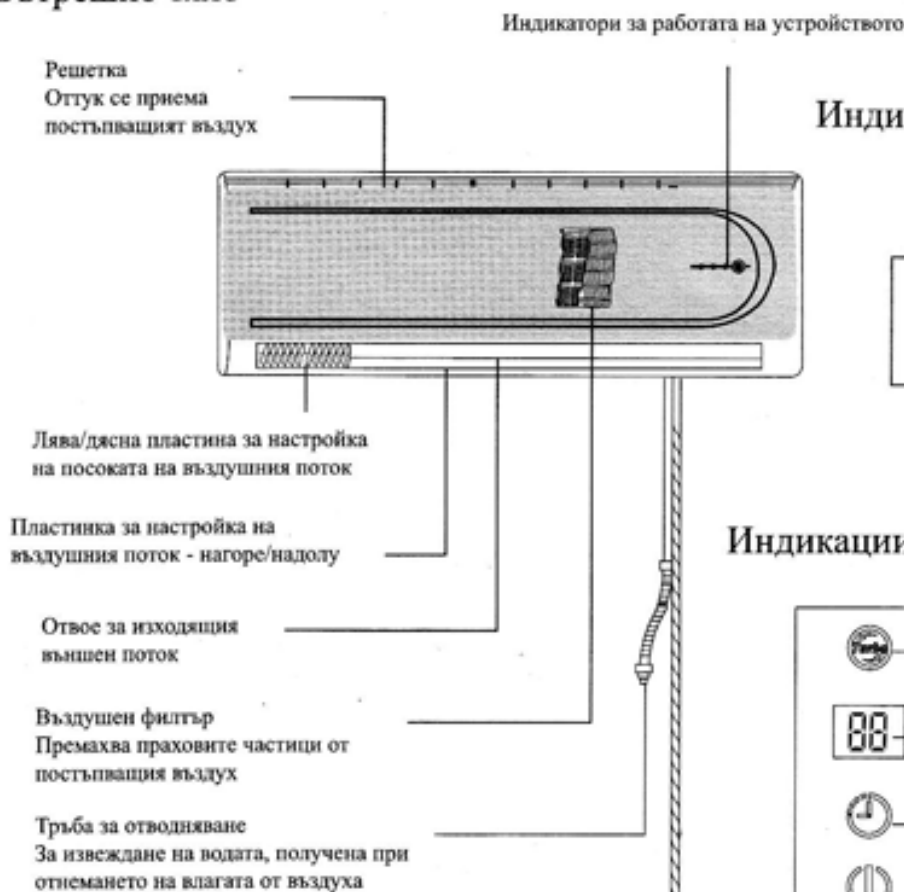 Индикатори за работата на устройството
Решетка
Оттук се приема
постъпващият въздух
Лява/дясна пластина за настройка
на посоката на въздушния поток
Пластинка за настройка на
въздушния поток - нагоре/надолу
Индикации
Отвое за изходящия
външен поток
Turbo
Въздушен филтър
Премахва праховите частици от
постъпващия въздух
88
Тръба за отводняване
За извеждане на водата, получена при
отнемането на влагата от въздуха